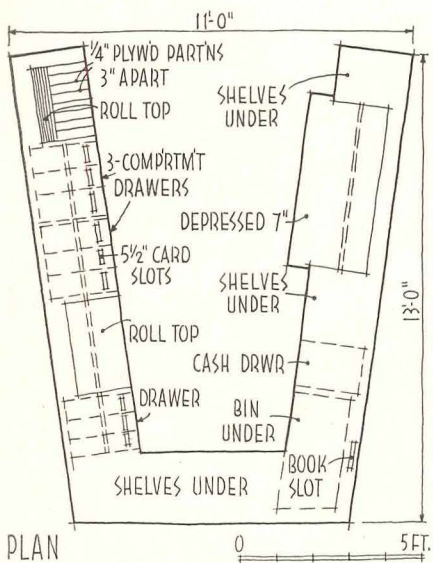 11'-0"
1/4" PLYW'D PART'NS
3" APART
ROLL TOP
SHELVES
UNDER
3-COMP'RTM'T
DRAWERS
DEPRESSED 7"
5 1/2" CARD
SLOTS
SHELVES
UNDER
ROLL TOP
13'-0"
CASH DRWR
DRAWER
BIN
UNDER
BOOK
SLOT
SHELVES UNDER
PLAN
0
5 FT.